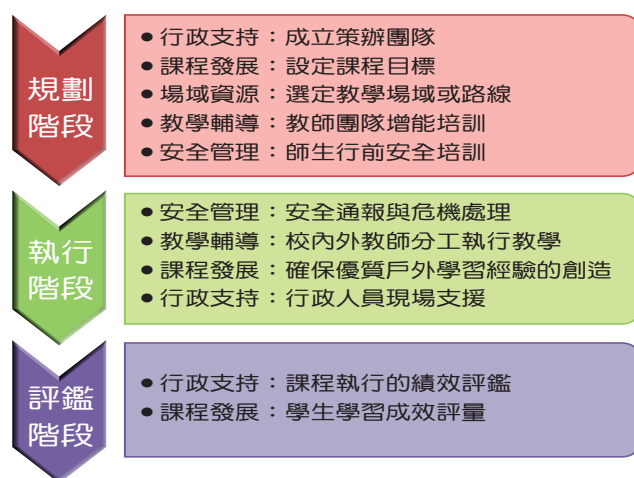 規劃
階段
● 行政支持：成立策辦團隊
● 課程發展：設定課程目標
● 場域資源：選定教學場域或路線
● 教學輔導：教師團隊增能培訓
● 安全管理：師生行前安全培訓
執行
階段
● 安全管理：安全通報與危機處理
● 教學輔導：校內外教師分工執行教學
● 課程發展：確保優質戶外學習經驗的創造
● 行政支持：行政人員現場支援
評鑑
階段
● 行政支持：課程執行的績效評鑑
● 課程發展：學生學習成效評量